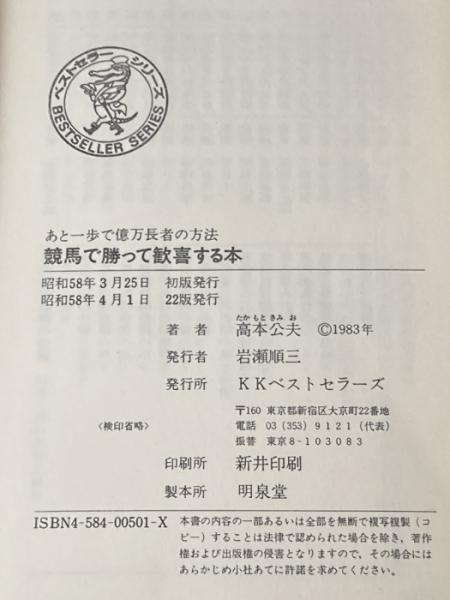 ベストセラーシリーズ
BESTSELLER SERIES
あと一歩で億万長者の方法
競馬で勝って歓喜する本
昭和58年3月25日 初版発行
昭和58年4月1日 22版発行
たかもときみお
著者 高本公夫 ©1983年
発行者 岩瀬順三
発行所 KKベストセラーズ
〒160 東京都新宿区大京町22番地
〈検印省略〉 電話 03(353)9121(代表)
振替 東京8-103083
印刷所 新井印刷
製本所 明泉堂
ISBN4-584-00501-X 本書の内容の一部あるいは全部を無断で複写複製(コ
ピー)することは法律で認められた場合を除き、著作
権および出版権の侵害となりますので、その場合には
あらかじめ小社あてに許諾を求めてください。